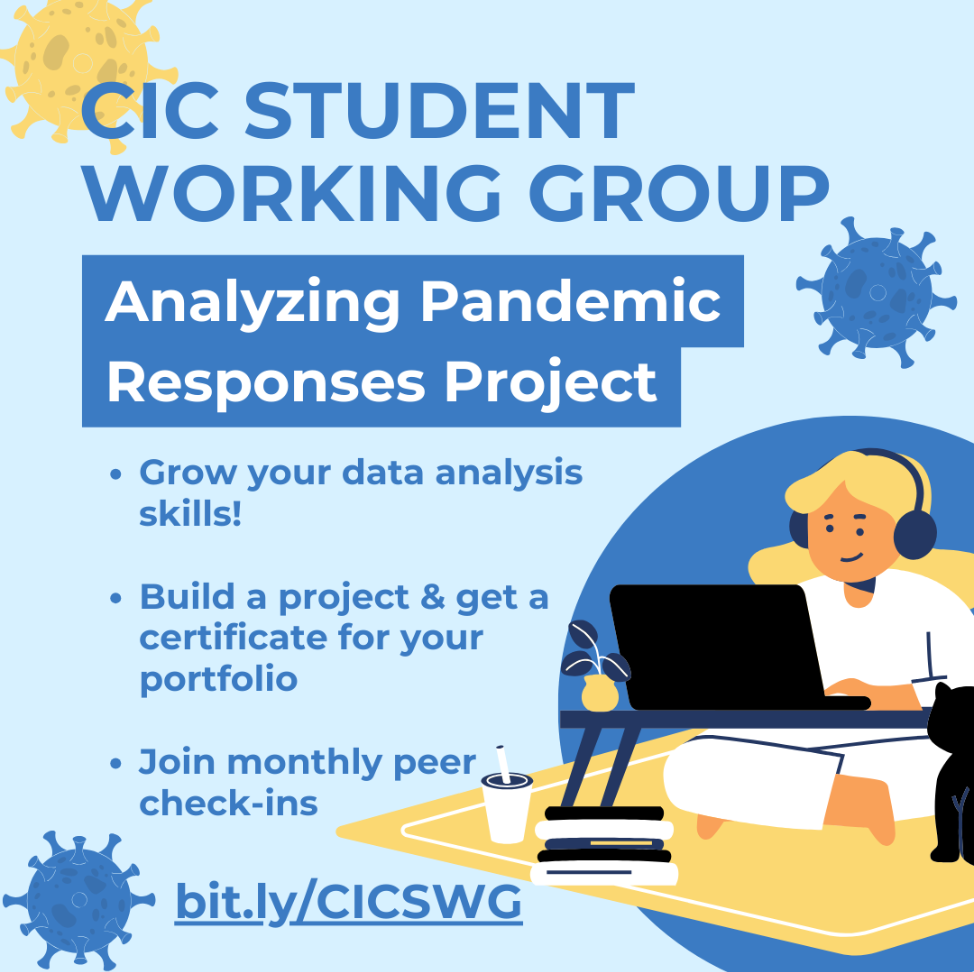 CIC STUDENT
WORKING GROUP
Analyzing Pandemic
Responses Project
• Grow your data analysis
skills!
• Build a project & get a
certificate for your
portfolio
• Join monthly peer
check-ins
bit.ly/CICSWG